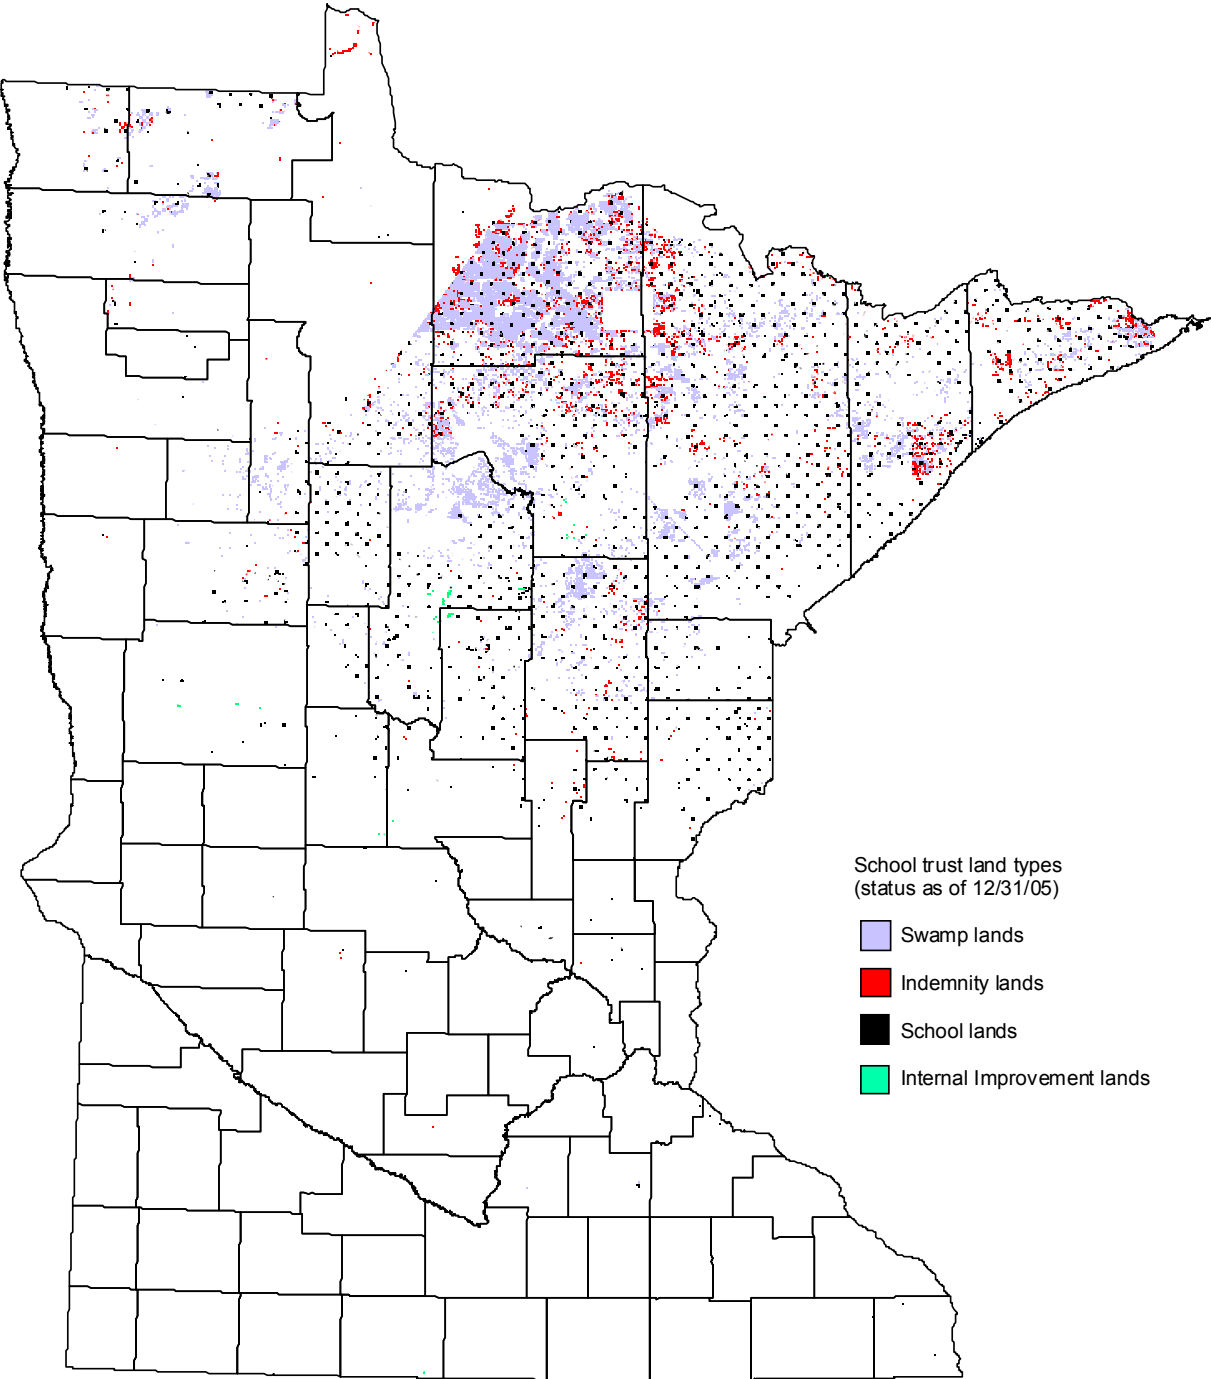 School trust land types
(status as of 12/31/05)
Swamp lands
Indemnity lands
School lands
Internal Improvement lands